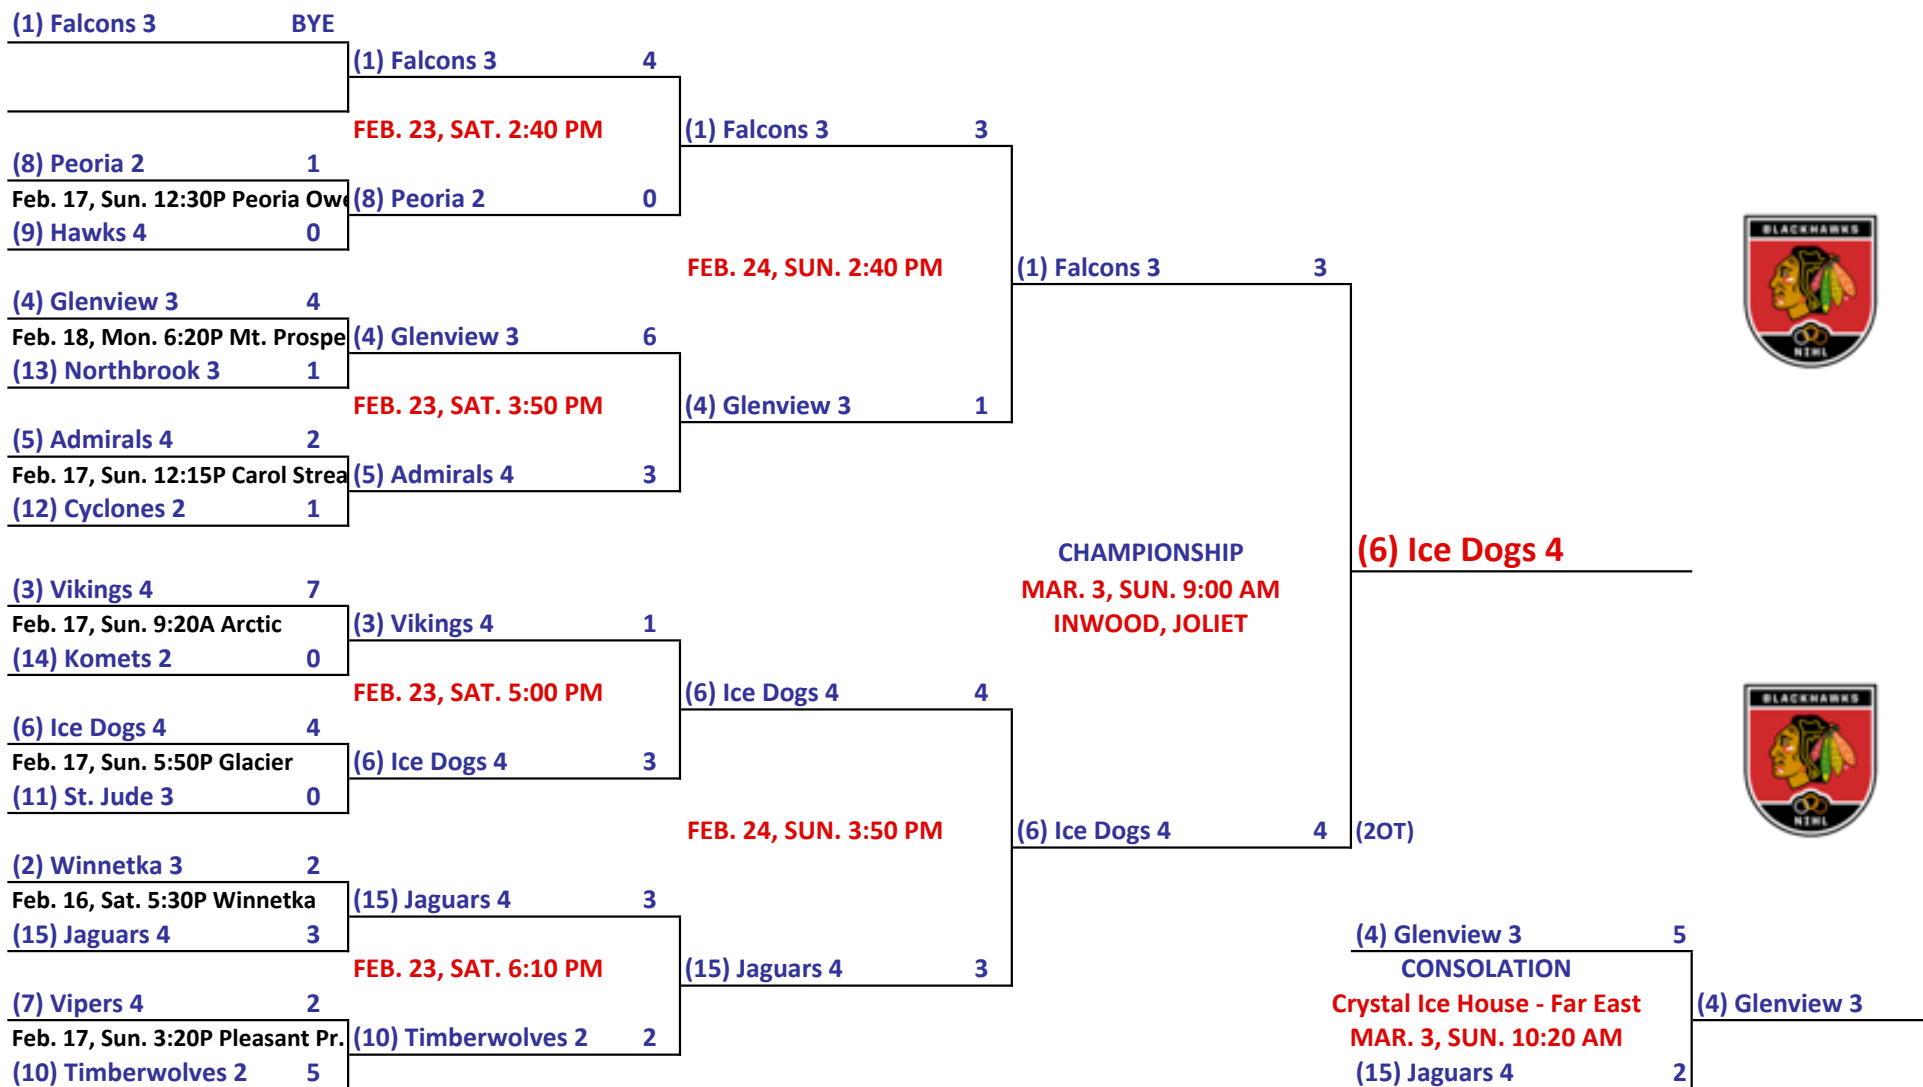 (1) Falcons 3 BYE
(1) Falcons 3 4
FEB. 23, SAT. 2:40 PM
(1) Falcons 3 3
(8) Peoria 2 1
Feb. 17, Sun. 12:30P Peoria Owe
(8) Peoria 2 0
(9) Hawks 4 0
BLACKHAWKS
NIHL
FEB. 24, SUN. 2:40 PM
(1) Falcons 3 3
(4) Glenview 3 4
Feb. 18, Mon. 6:20P Mt. Prospe
(4) Glenview 3 6
(13) Northbrook 3 1
FEB. 23, SAT. 3:50 PM
(4) Glenview 3 1
(5) Admirals 4 2
Feb. 17, Sun. 12:15P Carol Strea
(5) Admirals 4 3
(12) Cyclones 2 1
CHAMPIONSHIP
(6) Ice Dogs 4
MAR. 3, SUN. 9:00 AM
INWOOD, JOLIET
(3) Vikings 4 7
Feb. 17, Sun. 9:20A Arctic
(3) Vikings 4 1
(14) Komets 2 0
FEB. 23, SAT. 5:00 PM
(6) Ice Dogs 4 4
BLACKHAWKS
NIHL
(6) Ice Dogs 4 4
Feb. 17, Sun. 5:50P Glacier
(6) Ice Dogs 4 3
(11) St. Jude 3 0
FEB. 24, SUN. 3:50 PM
(6) Ice Dogs 4 4 (2OT)
(2) Winnetka 3 2
Feb. 16, Sat. 5:30P Winnetka
(15) Jaguars 4 3
(15) Jaguars 4 3
FEB. 23, SAT. 6:10 PM
(15) Jaguars 4 3
(7) Vipers 4 2
Feb. 17, Sun. 3:20P Pleasant Pr.
(10) Timberwolves 2 2
(10) Timberwolves 2 5
(4) Glenview 3 5
CONSOLATION
Crystal Ice House - Far East
(4) Glenview 3
MAR. 3, SUN. 10:20 AM
(15) Jaguars 4 2